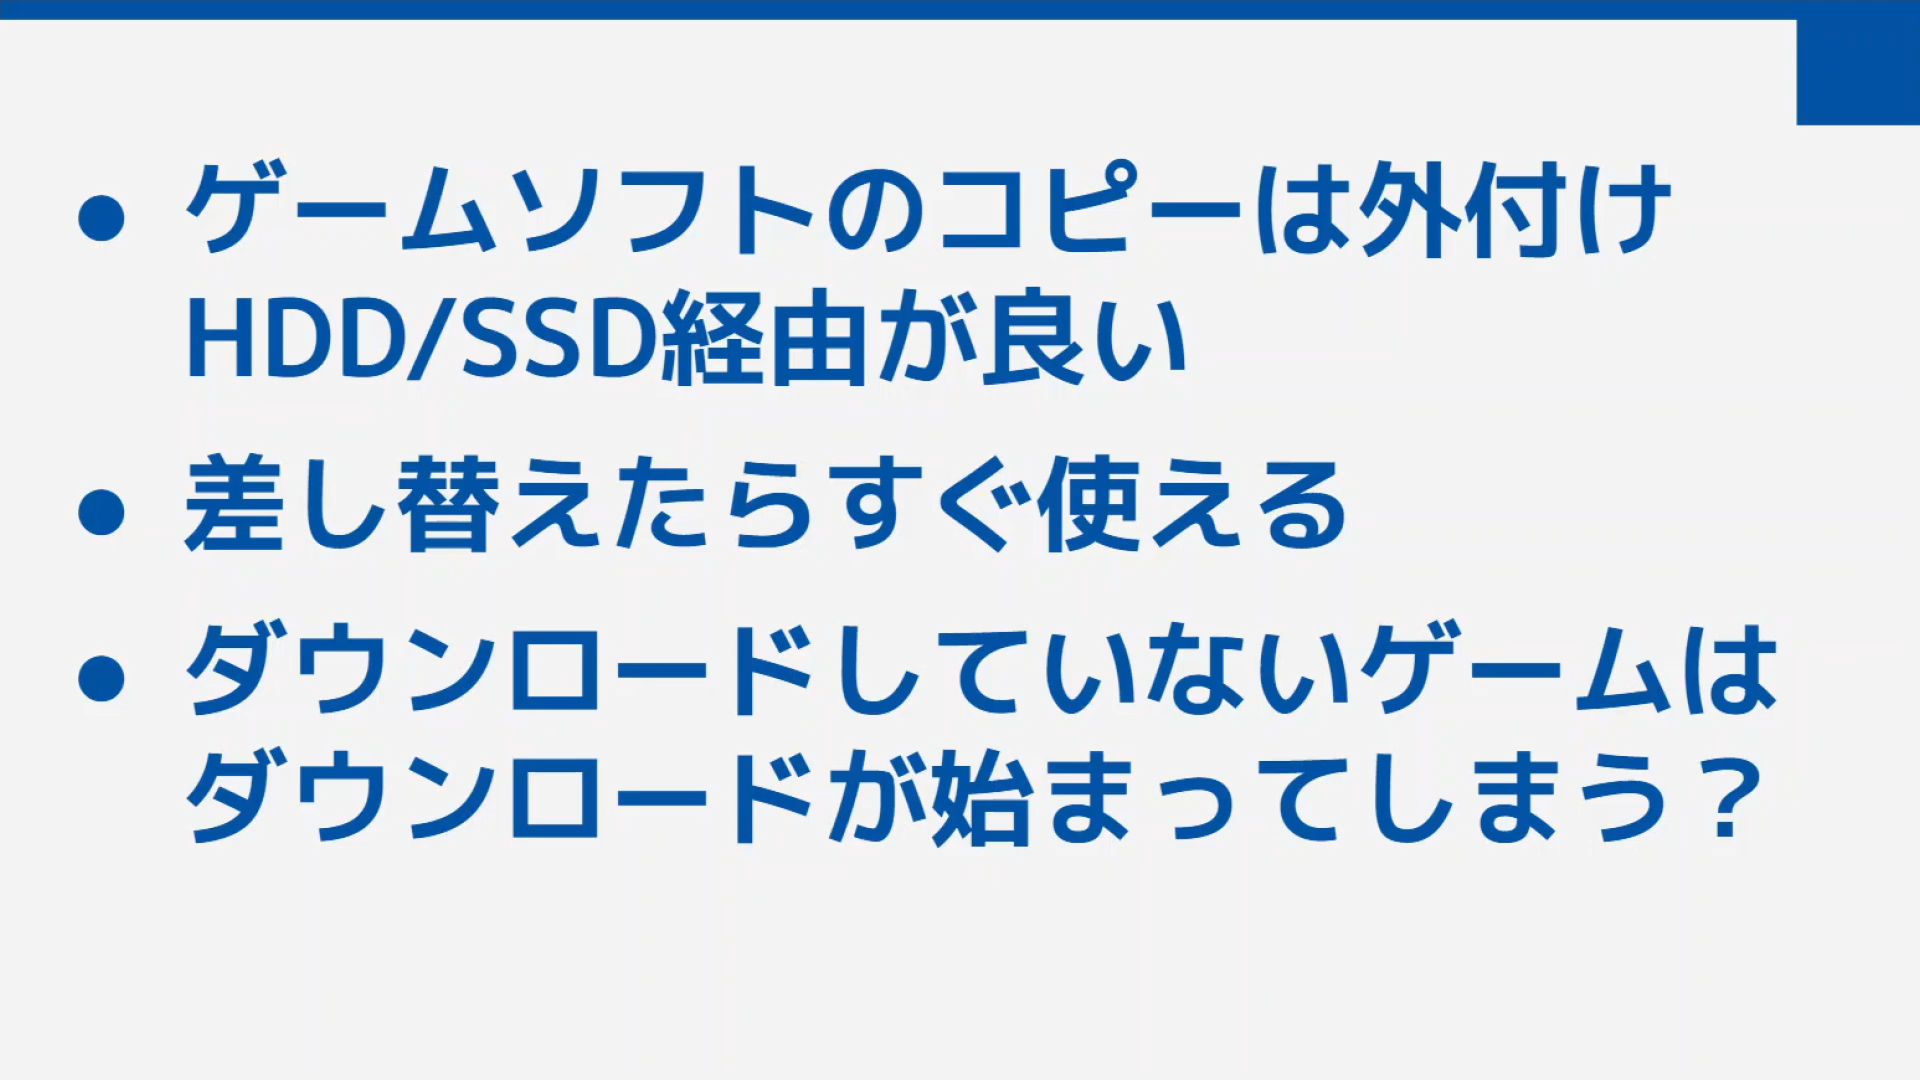 ● ゲームソフトのコピーは外付け
HDD/SSD経由が良い
● 差し替えたらすぐ使える
● ダウンロードしていないゲームは
ダウンロードが始まってしまう？